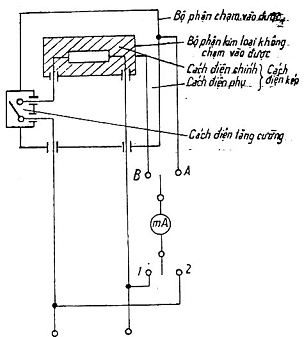 Bộ phận chạm vào được
Bộ phận kim loại không
chạm vào được
Cách điện chính
Cách điện phụ
Cách
điện kép
Cách điện tăng cường
B
A
mA
1
2